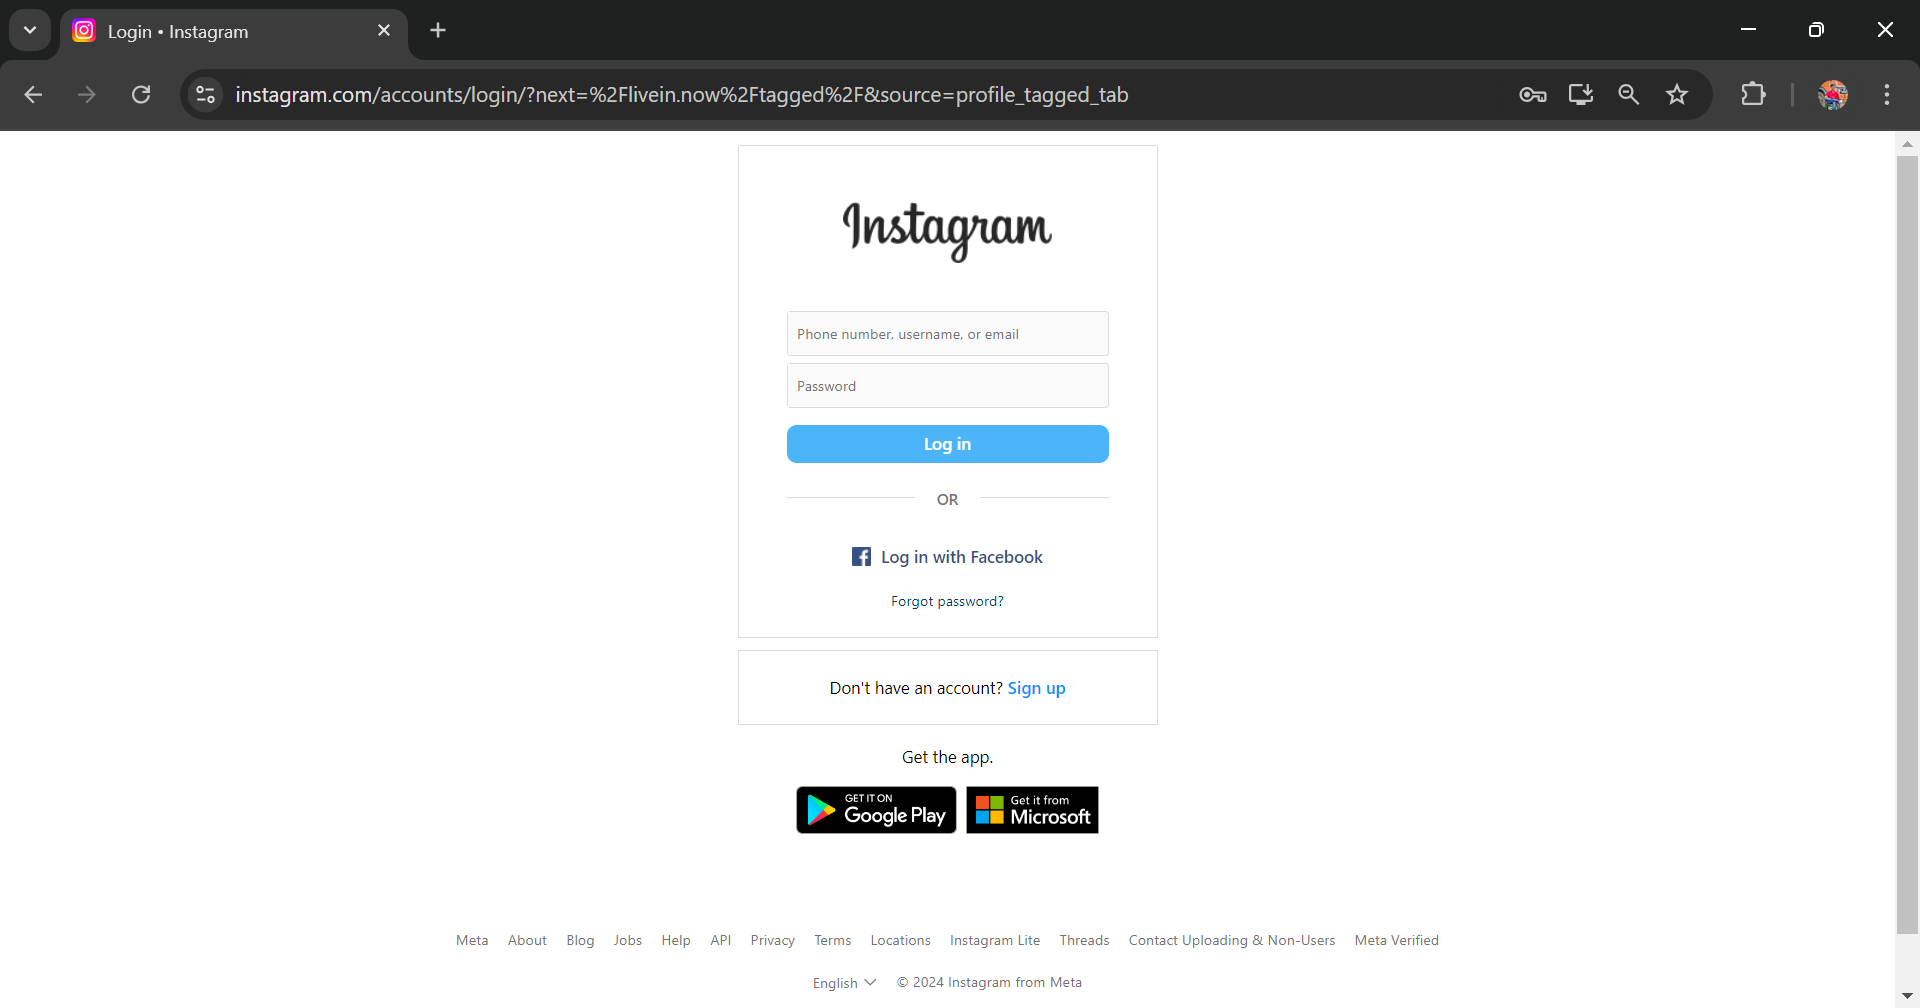 Login • Instagram
instagram.com/accounts/login/?next=%2Flivein.now%2Ftagged%2F&source=profile_tagged_tab
Instagram
Phone number, username, or email
Password
Log in
OR
Log in with Facebook
Forgot password?
Don't have an account? Sign up
Get the app.
GET IT ON
Google Play
Get it from
Microsoft
Meta About Blog Jobs Help API Privacy Terms Locations Instagram Lite Threads Contact Uploading & Non-Users Meta Verified
English © 2024 Instagram from Meta